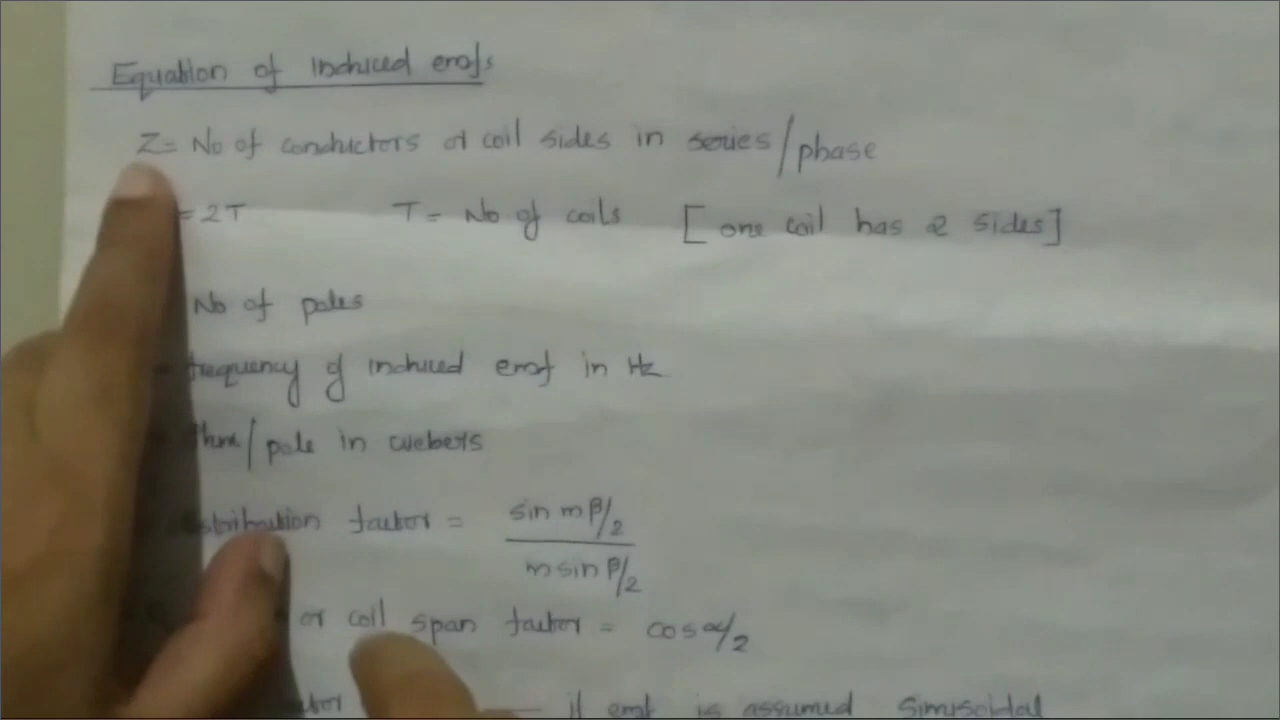 Equation of induced emfs
Z = No of conductors or coil sides in series/phase
= 2T T = No of coils [one coil has 2 sides]
No of poles
frequency of induced emf in Hz
flux/pole in webers
stribution factor = sin mβ/2 / m sin β/2
or coil span factor = cos α/2
tor — if emf is assumed sinusoidal